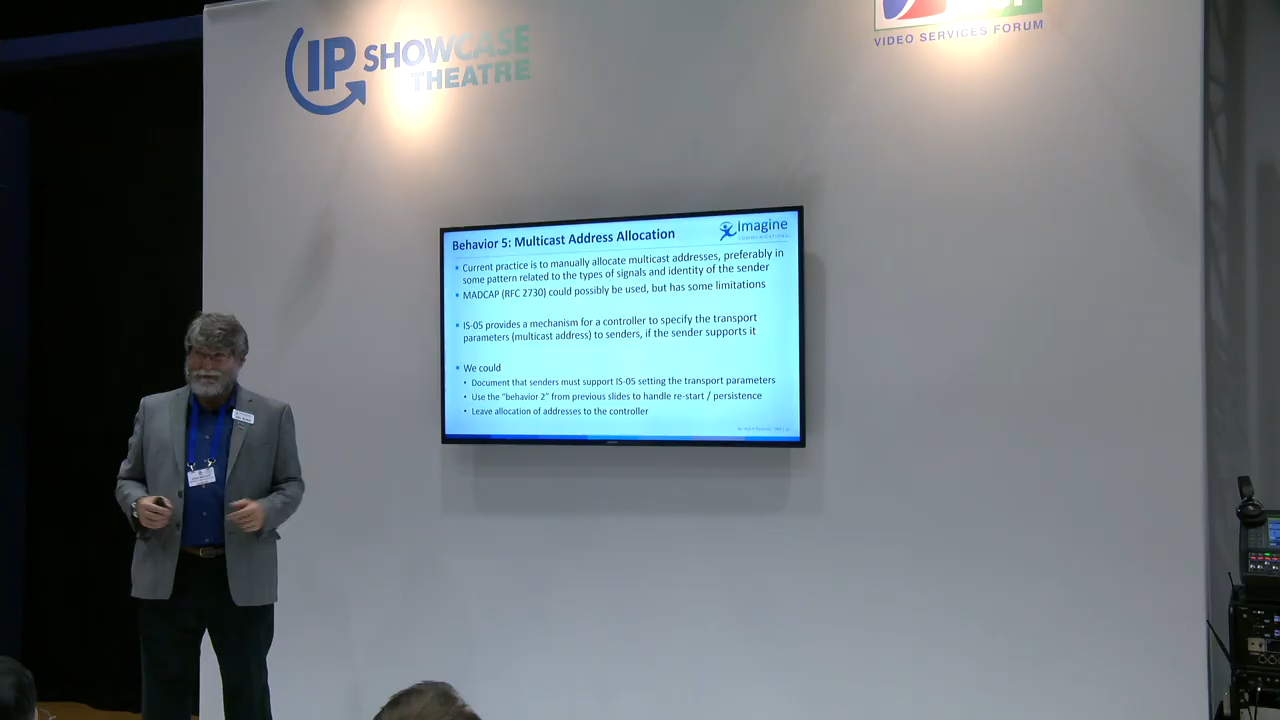 IP SHOWCASE
THEATRE
VIDEO SERVICES FORUM
Behavior 5: Multicast Address Allocation
Imagine
COMMUNICATIONS
Current practice is to manually allocate multicast addresses, preferably in
some pattern related to the types of signals and identity of the sender
MADCAP (RFC 2730) could possibly be used, but has some limitations
IS-05 provides a mechanism for a controller to specify the transport
parameters (multicast address) to senders, if the sender supports it
We could
Document that senders must support IS-05 setting the transport parameters
Use the "behavior 2" from previous slides to handle re-start / persistence
Leave allocation of addresses to the controller